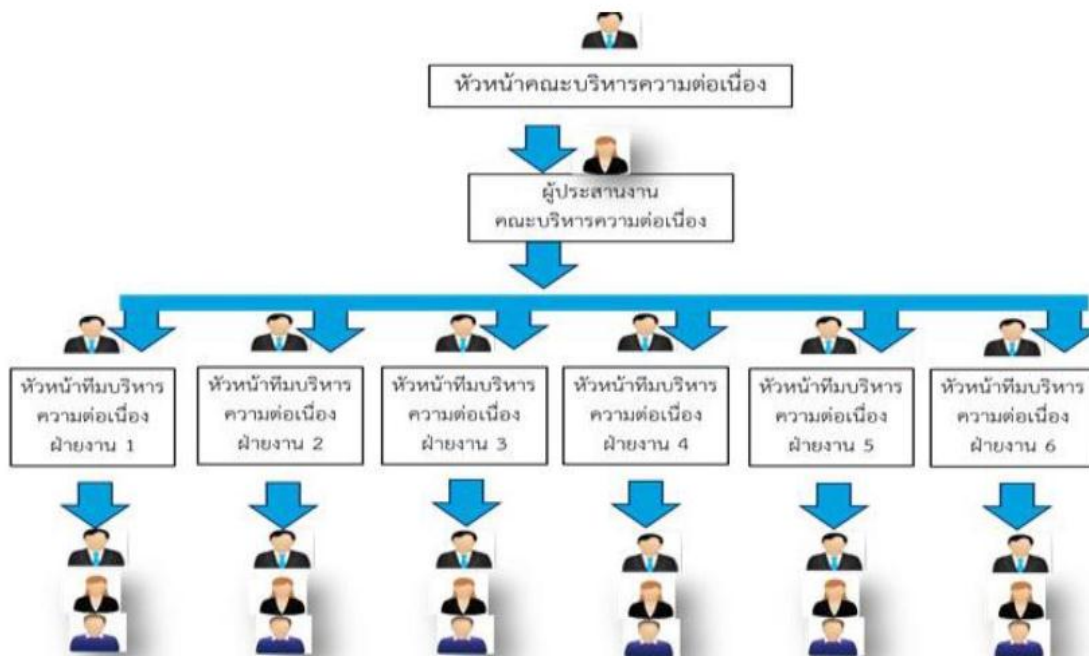 หัวหน้าคณะบริหารความต่อเนื่อง
ผู้ประสานงาน
คณะบริหารความต่อเนื่อง
หัวหน้าทีมบริหาร
ความต่อเนื่อง
ฝ่ายงาน 1
หัวหน้าทีมบริหาร
ความต่อเนื่อง
ฝ่ายงาน 2
หัวหน้าทีมบริหาร
ความต่อเนื่อง
ฝ่ายงาน 3
หัวหน้าทีมบริหาร
ความต่อเนื่อง
ฝ่ายงาน 4
หัวหน้าทีมบริหาร
ความต่อเนื่อง
ฝ่ายงาน 5
หัวหน้าทีมบริหาร
ความต่อเนื่อง
ฝ่ายงาน 6